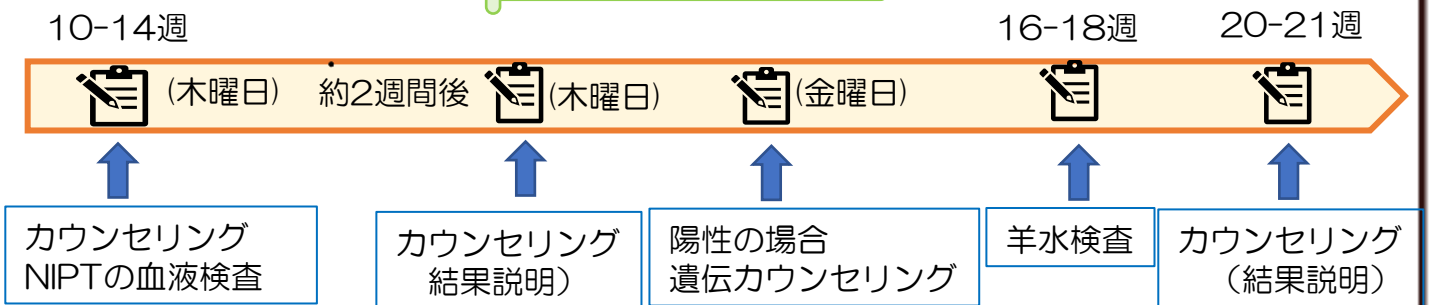 10-14週
16-18週
20-21週
(木曜日)
約2週間後
(木曜日)
(金曜日)
カウンセリング
NIPTの血液検査
カウンセリング
結果説明)
陽性の場合
遺伝カウンセリング
羊水検査
カウンセリング
(結果説明)